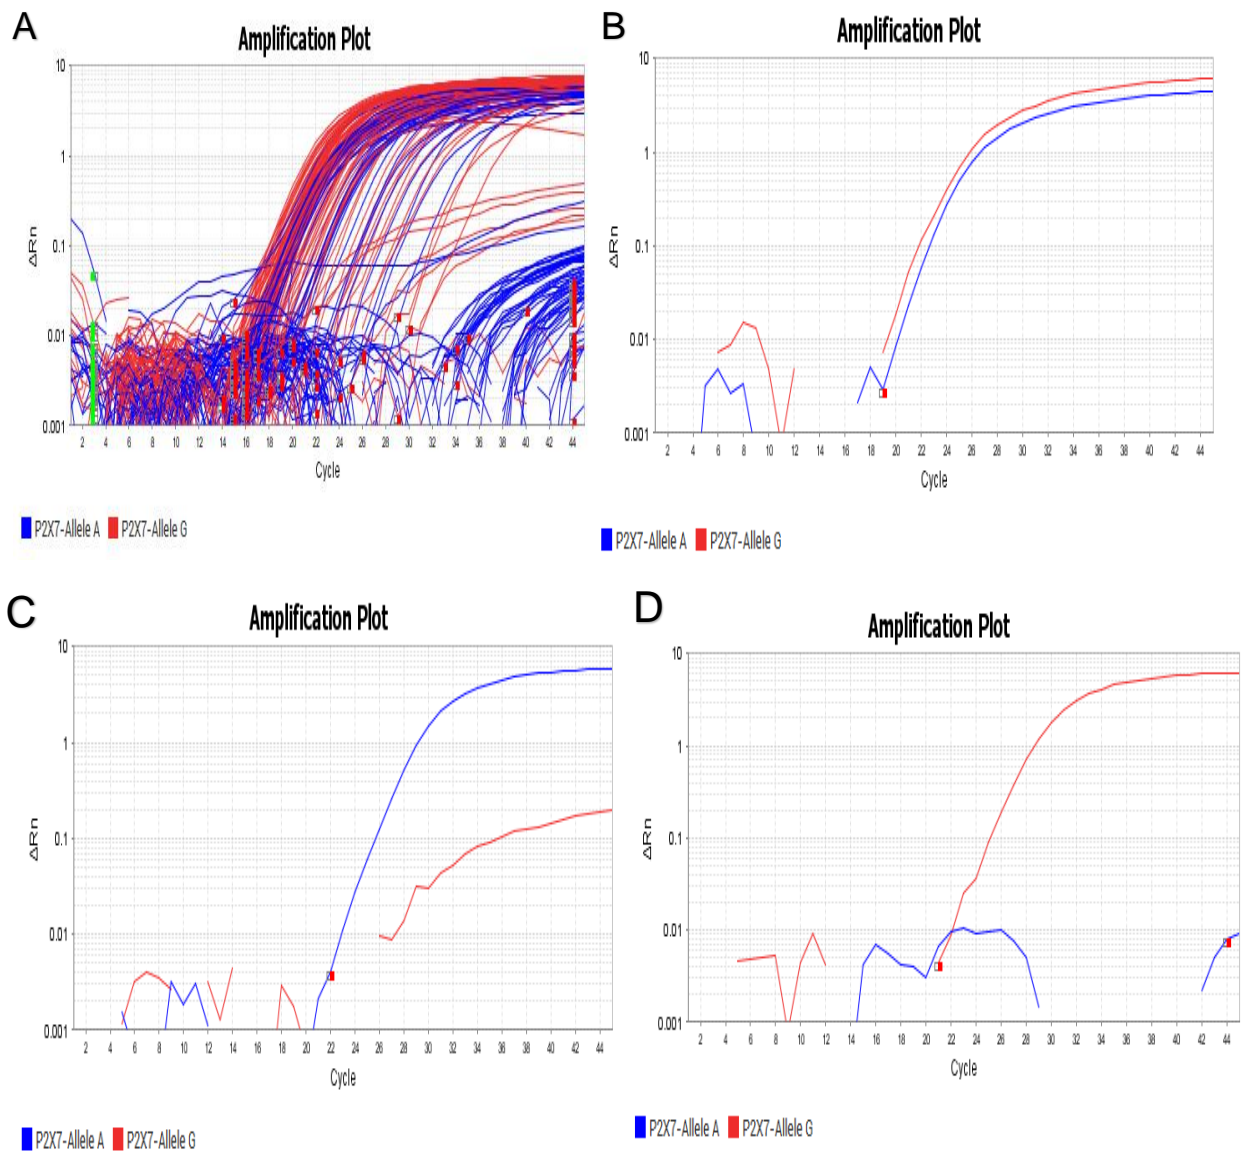 A
Amplification Plot
10
1
0.1
0.01
0.001
ΔRn
2 4 6 8 10 12 14 16 18 20 22 24 26 28 30 32 34 36 38 40 42 44
Cycle
P2X7-Allele A P2X7-Allele G
B
Amplification Plot
10
1
0.1
0.01
0.001
ΔRn
2 4 6 8 10 12 14 16 18 20 22 24 26 28 30 32 34 36 38 40 42 44
Cycle
P2X7-Allele A P2X7-Allele G
C
Amplification Plot
10
1
0.1
0.01
0.001
ΔRn
2 4 6 8 10 12 14 16 18 20 22 24 26 28 30 32 34 36 38 40 42 44
Cycle
P2X7-Allele A P2X7-Allele G
D
Amplification Plot
10
1
0.1
0.01
0.001
ΔRn
2 4 6 8 10 12 14 16 18 20 22 24 26 28 30 32 34 36 38 40 42 44
Cycle
P2X7-Allele A P2X7-Allele G